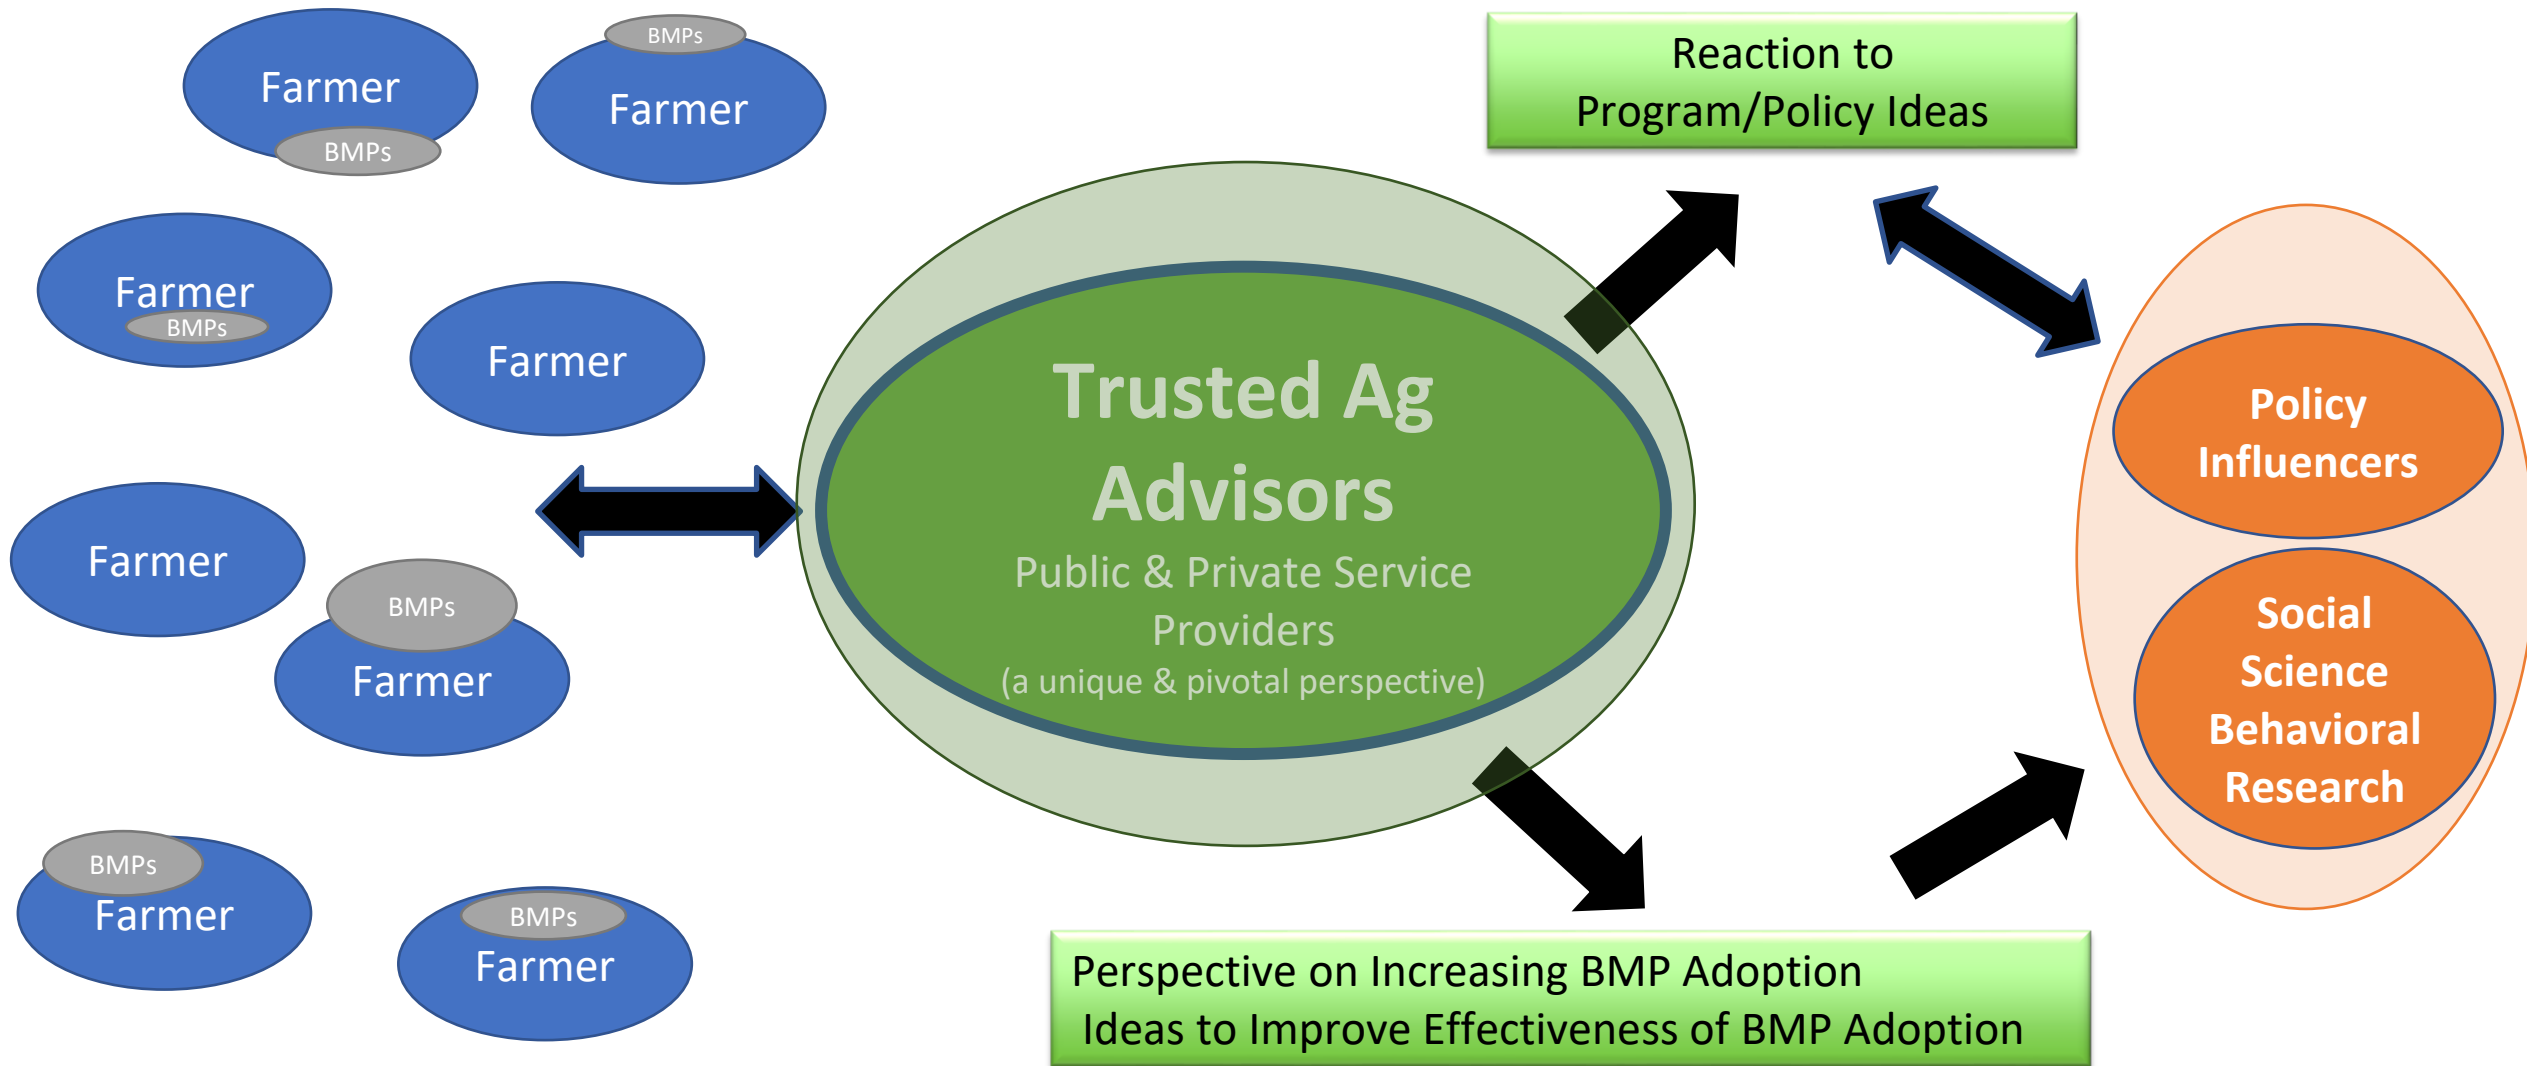 Farmer
BMPs
BMPs
Farmer
Farmer
BMPs
Farmer
Farmer
BMPs
Farmer
BMPs
Farmer
BMPs
Farmer
Trusted Ag
Advisors
Public & Private Service
Providers
(a unique & pivotal perspective)
Reaction to
Program/Policy Ideas
Perspective on Increasing BMP Adoption
Ideas to Improve Effectiveness of BMP Adoption
Policy
Influencers
Social
Science
Behavioral
Research